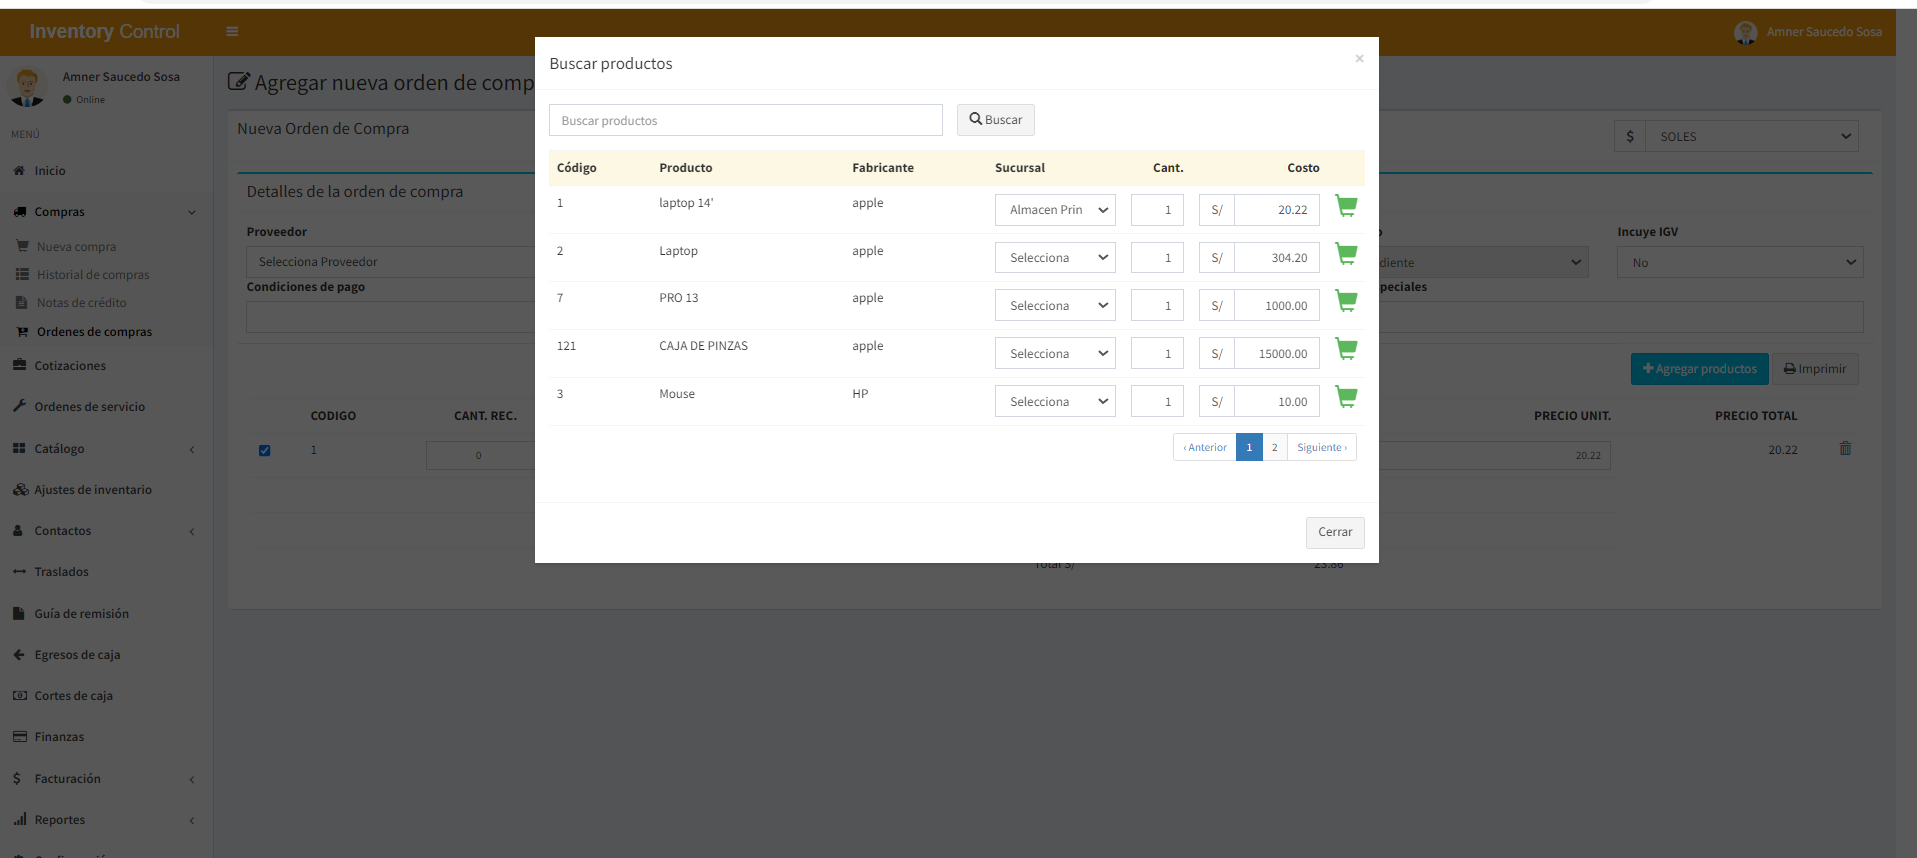 Inventory Control
Amner Saucedo Sosa
Amner Saucedo Sosa
Online
MENÚ
Inicio
Compras
Nueva compra
Historial de compras
Notas de crédito
Ordenes de compras
Cotizaciones
Ordenes de servicio
Catálogo
Ajustes de inventario
Contactos
Traslados
Guía de remisión
Egresos de caja
Cortes de caja
Finanzas
Facturación
Reportes
Agregar nueva orden de comp
Nueva Orden de Compra
$ SOLES
Detalles de la orden de compra
Proveedor
Incuye IGV
Selecciona Proveedor
diente
No
Condiciones de pago
peciales
Agregar productos
Imprimir
CODIGO CANT. REC. PRECIO UNIT. PRECIO TOTAL
1 0 20.22 20.22
Total S/ 23.86
Buscar productos
×
Buscar productos
Buscar
Código Producto Fabricante Sucursal Cant. Costo
1 laptop 14' apple Almacen Prin 1 S/ 20.22
2 Laptop apple Selecciona 1 S/ 304.20
7 PRO 13 apple Selecciona 1 S/ 1000.00
121 CAJA DE PINZAS apple Selecciona 1 S/ 15000.00
3 Mouse HP Selecciona 1 S/ 10.00
‹ Anterior 1 2 Siguiente ›
Cerrar